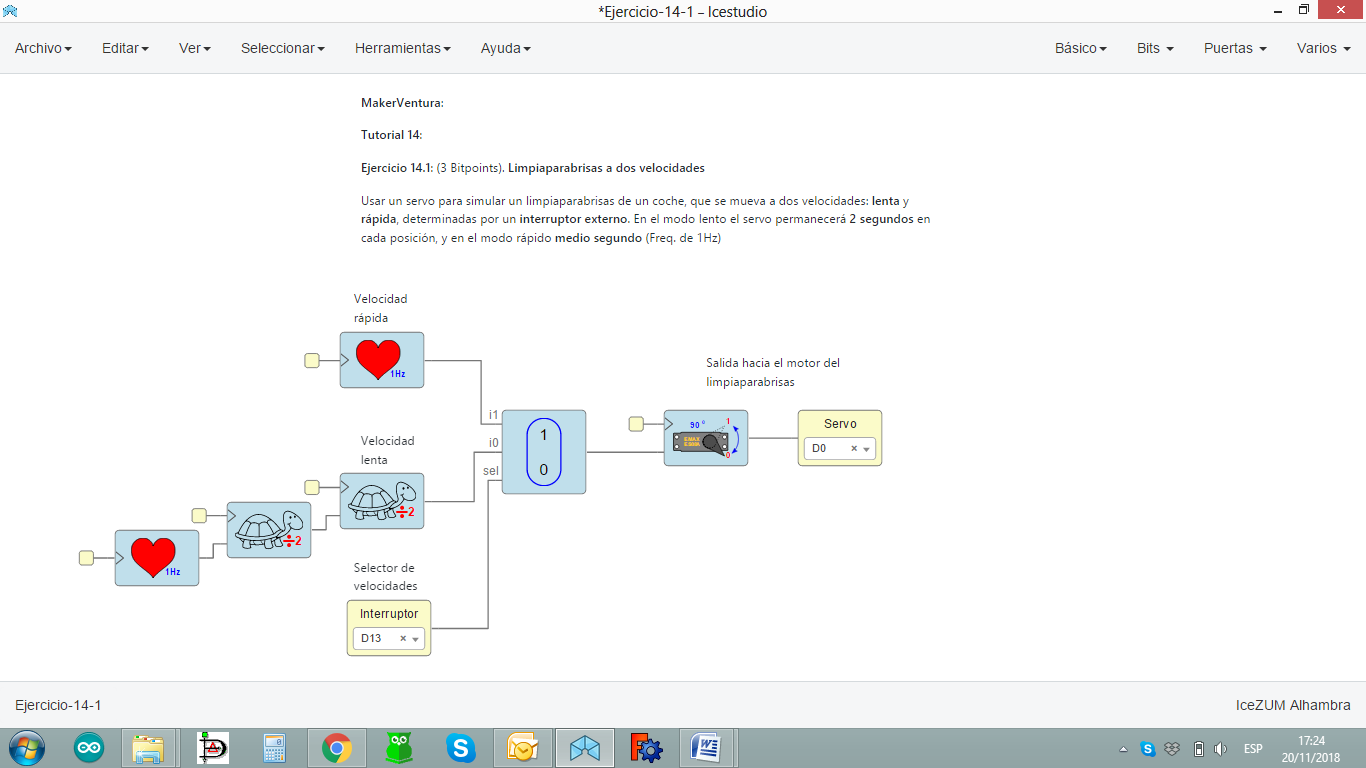 *Ejercicio-14-1 – Icestudio
Archivo Editar Ver Seleccionar Herramientas Ayuda Básico Bits Puertas Varios
MakerVentura:
Tutorial 14:
Ejercicio 14.1: (3 Bitpoints). Limpiaparabrisas a dos velocidades
Usar un servo para simular un limpiaparabrisas de un coche, que se mueva a dos velocidades: lenta y
rápida, determinadas por un interruptor externo. En el modo lento el servo permanecerá 2 segundos en
cada posición, y en el modo rápido medio segundo (Freq. de 1Hz)
Velocidad
rápida
1Hz
Salida hacia el motor del
limpiaparabrisas
i1
i0
sel
1
0
90 º
1
0
Servo
D0
Velocidad
lenta
÷2
÷2
1Hz
Selector de
velocidades
Interruptor
D13
Ejercicio-14-1
IceZUM Alhambra
ESP
17:24
20/11/2018